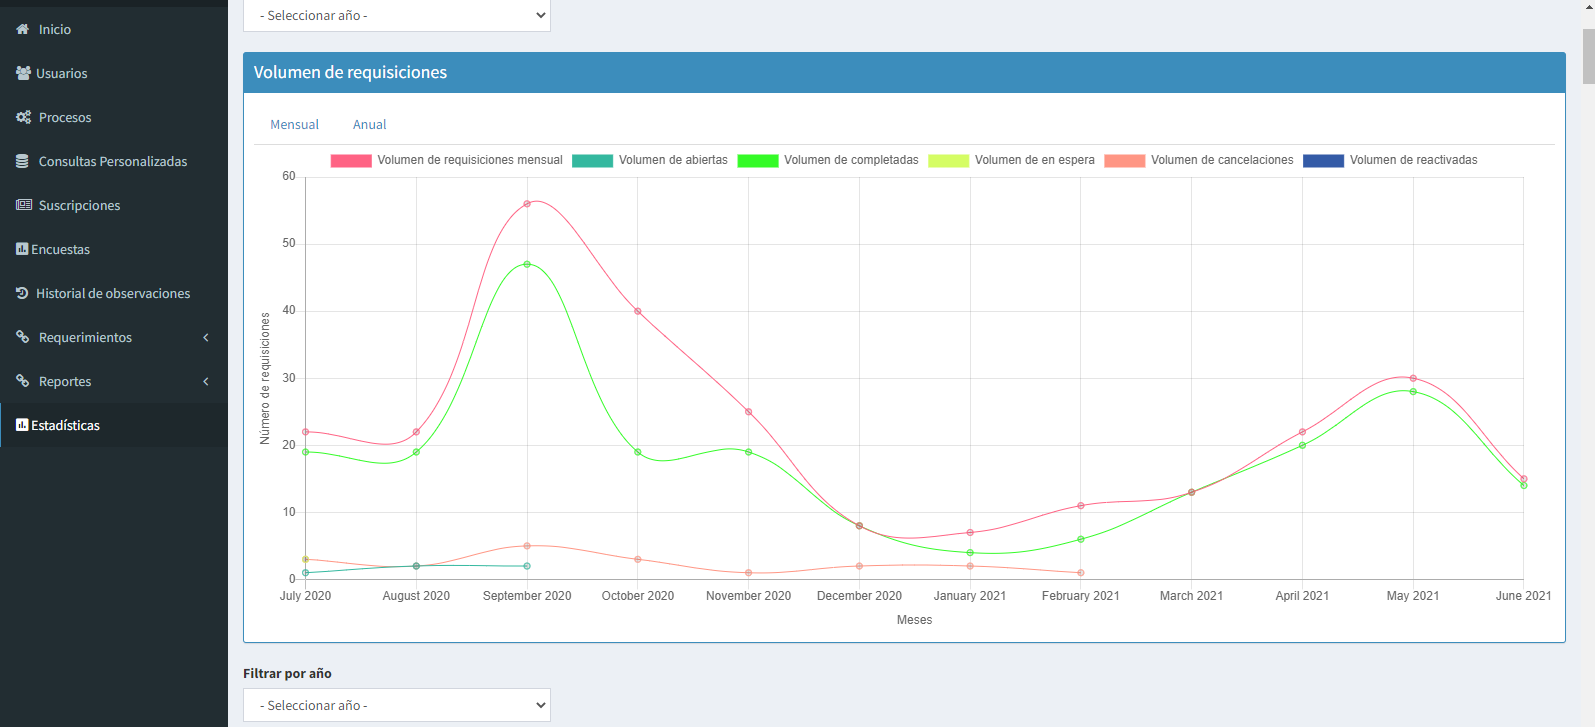 - Seleccionar año -
Inicio
Usuarios
Procesos
Consultas Personalizadas
Suscripciones
Encuestas
Historial de observaciones
Requerimientos
Reportes
Estadísticas
Volumen de requisiciones
Mensual Anual
Volumen de requisiciones mensual Volumen de abiertas Volumen de completadas Volumen de en espera Volumen de cancelaciones Volumen de reactivadas
Número de requisiciones
60
50
40
30
20
10
0
July 2020 August 2020 September 2020 October 2020 November 2020 December 2020 January 2021 February 2021 March 2021 April 2021 May 2021 June 2021
Meses
Filtrar por año
- Seleccionar año -